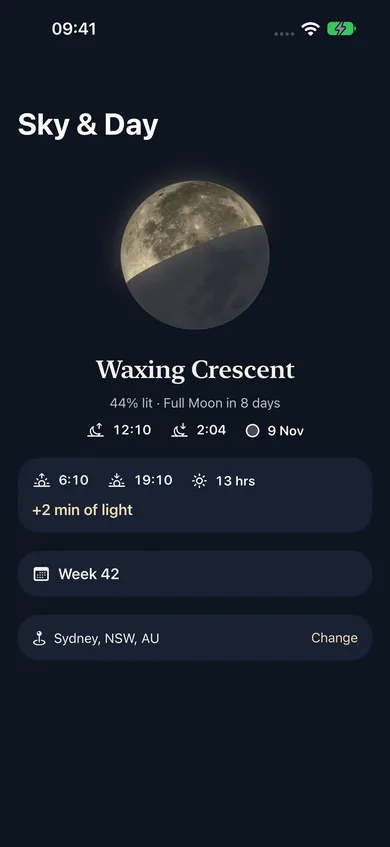 09:41
Sky & Day
Waxing Crescent
44% lit · Full Moon in 8 days
12:10 2:04 9 Nov
6:10 19:10 13 hrs
+2 min of light
Week 42
Sydney, NSW, AU Change